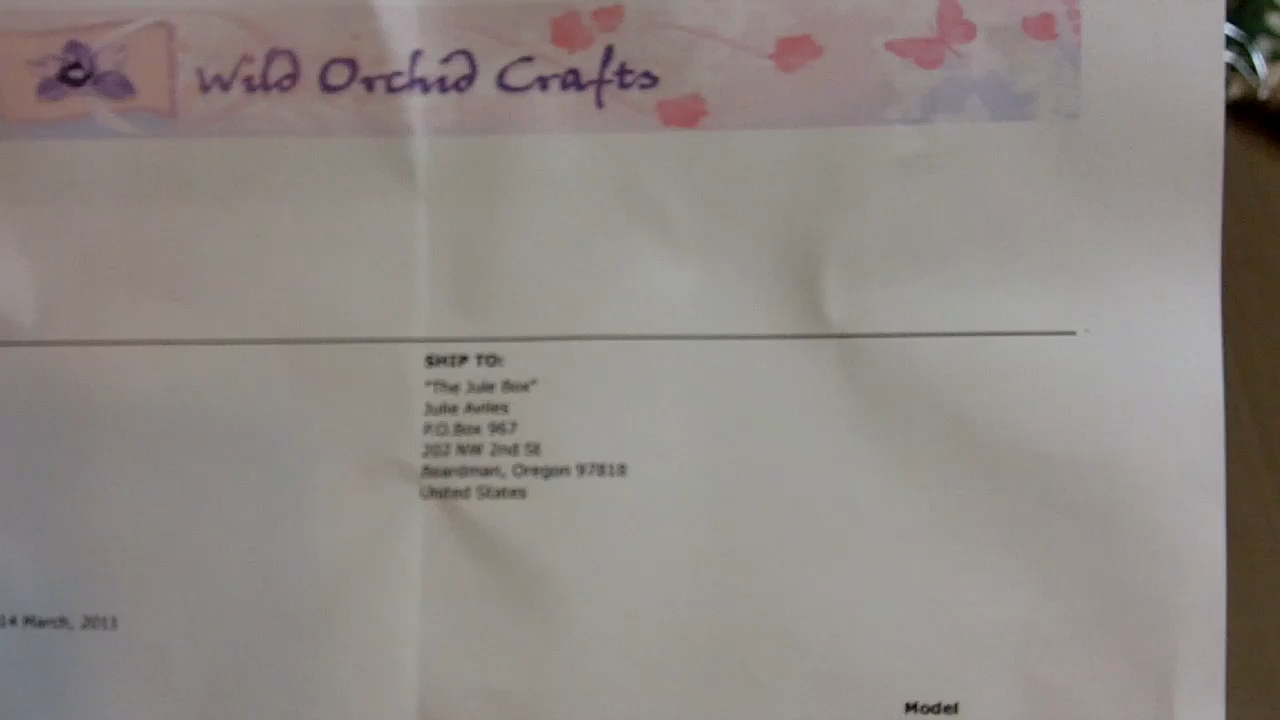 Wild Orchid Crafts
SHIP TO:
"The Jule Box"
Julie Aviles
P.O.Box 967
202 NW 2nd St
Boardman, Oregon 97818
United States
14 March, 2011
Model